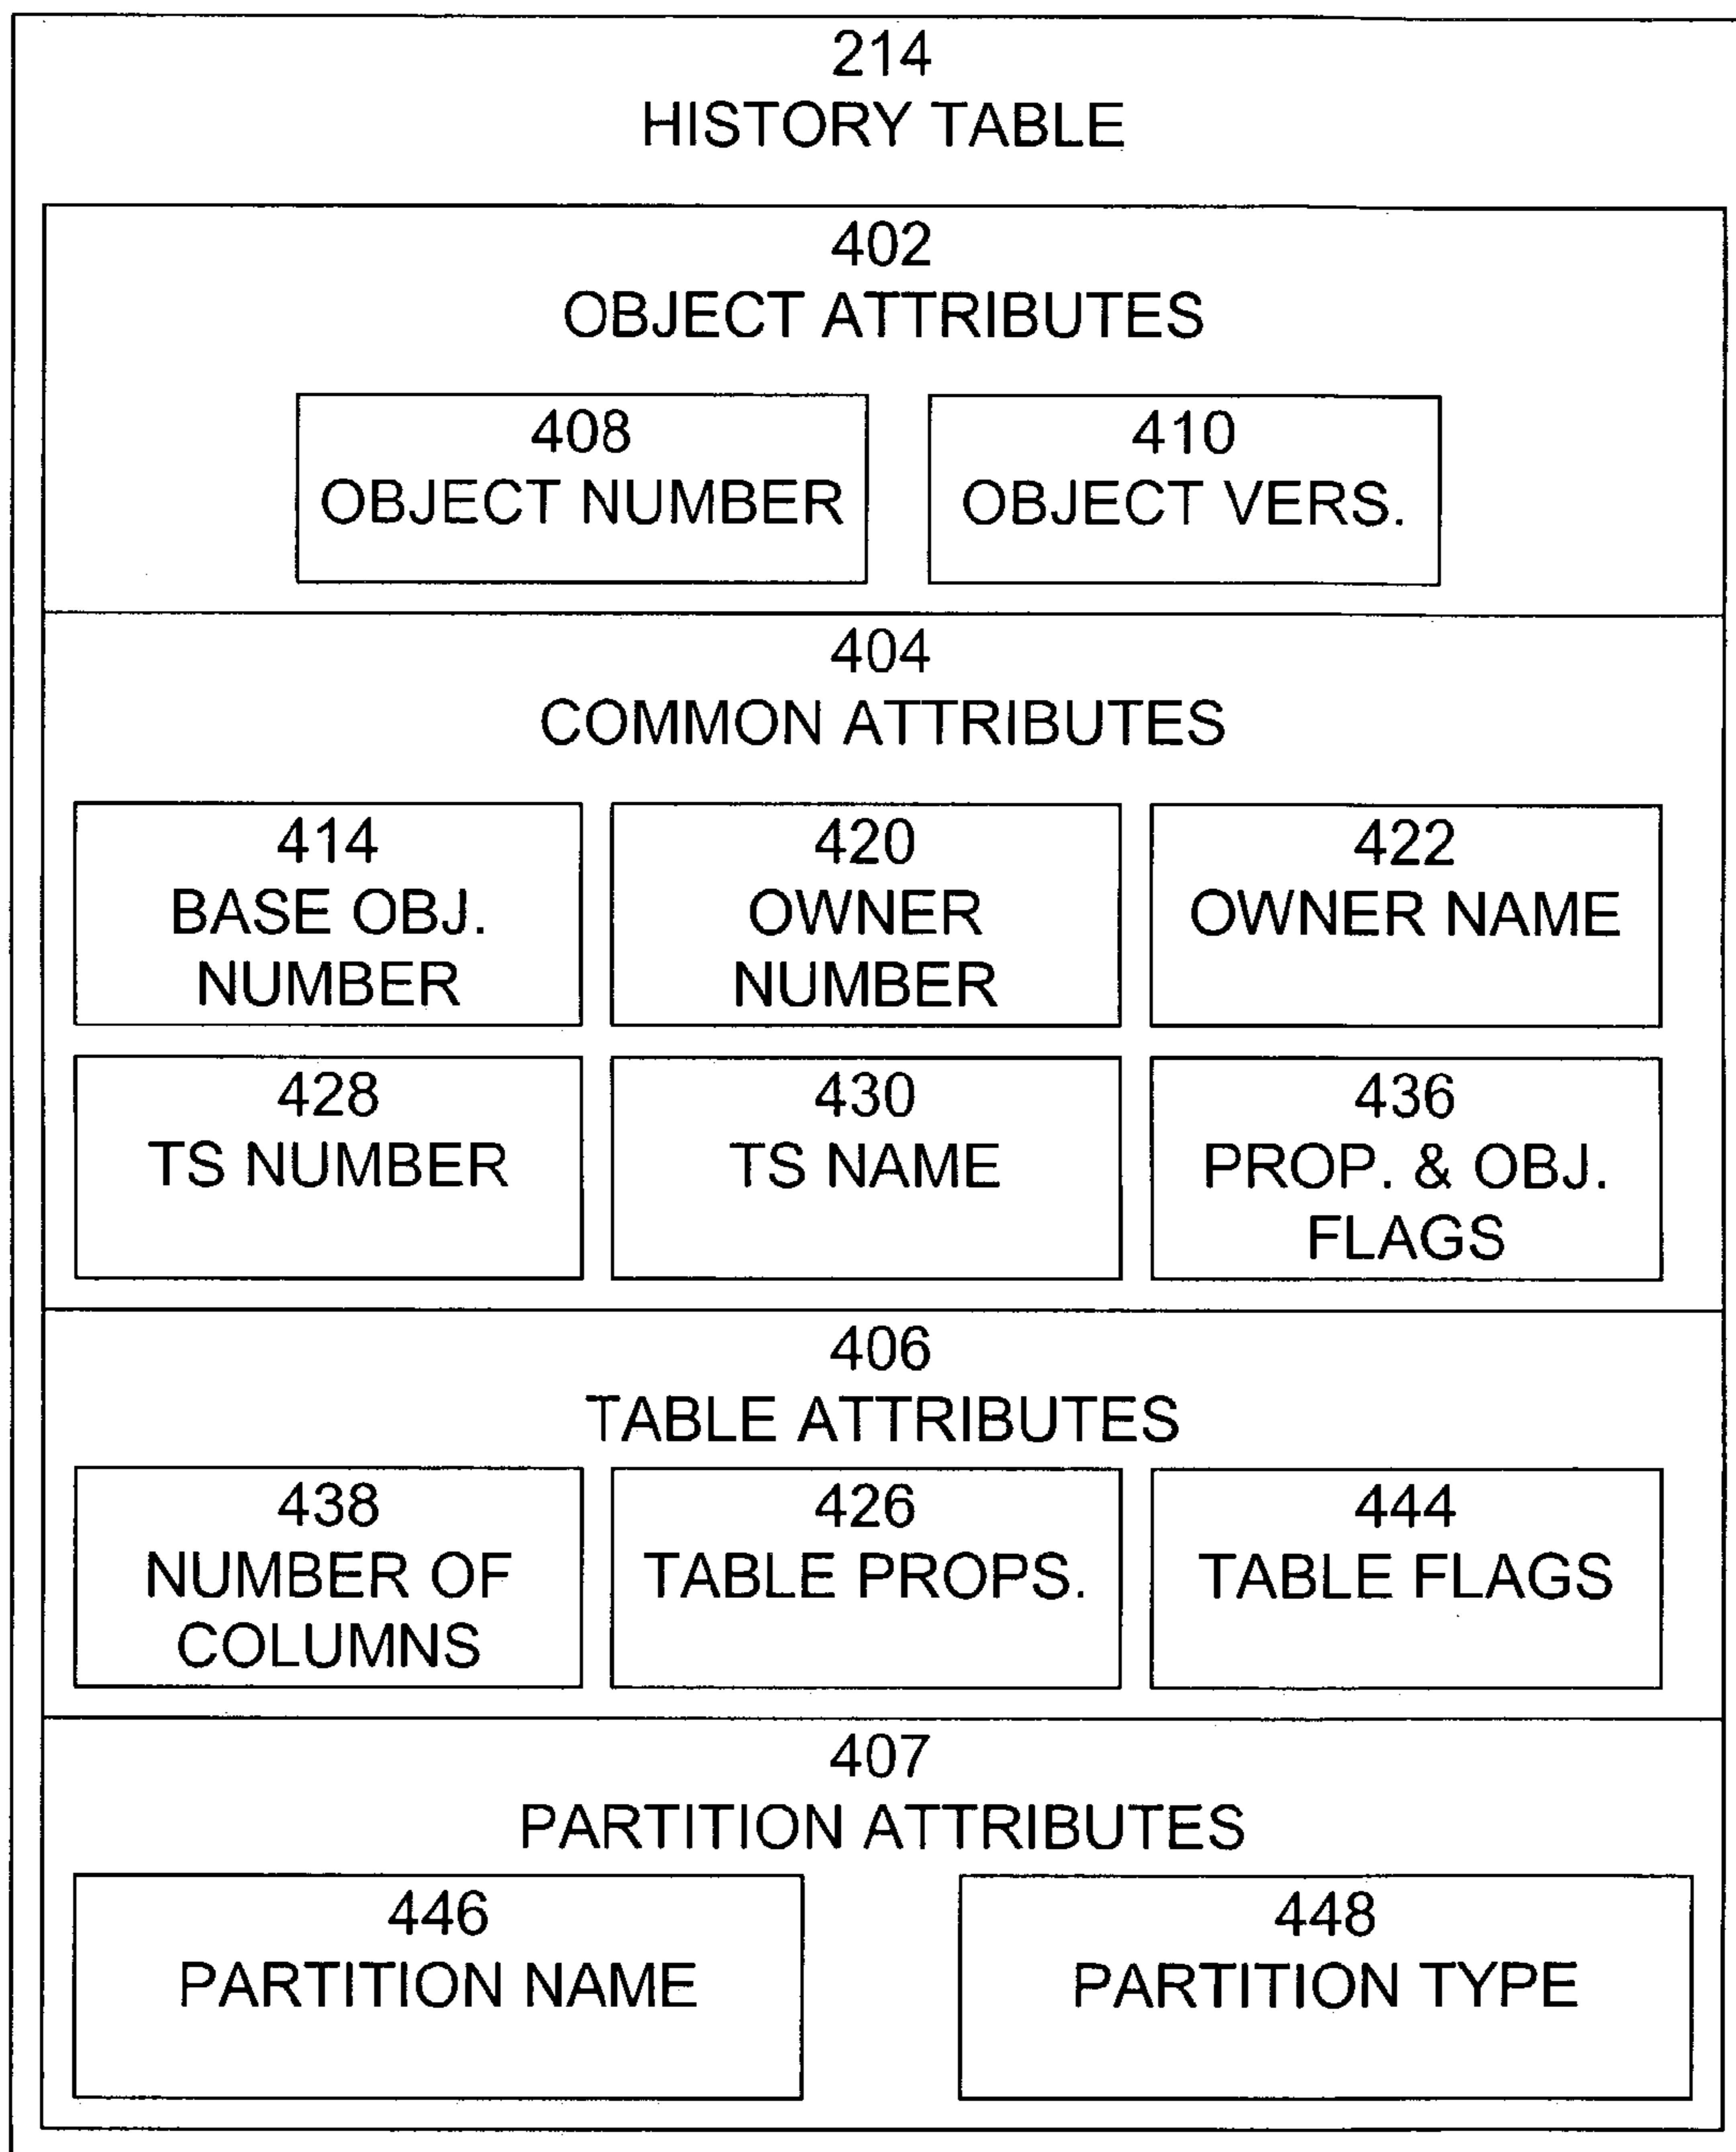 214
HISTORY TABLE
402
OBJECT ATTRIBUTES
408
OBJECT NUMBER
410
OBJECT VERS.
404
COMMON ATTRIBUTES
414
BASE OBJ.
NUMBER
420
OWNER
NUMBER
422
OWNER NAME
428
TS NUMBER
430
TS NAME
436
PROP. & OBJ.
FLAGS
406
TABLE ATTRIBUTES
438
NUMBER OF
COLUMNS
426
TABLE PROPS.
444
TABLE FLAGS
407
PARTITION ATTRIBUTES
446
PARTITION NAME
448
PARTITION TYPE